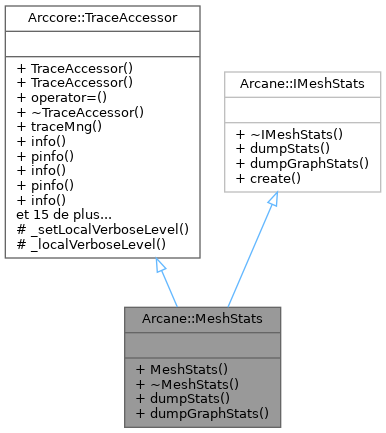 Arccore::TraceAccessor
+ TraceAccessor()
+ TraceAccessor()
+ operator=()
+ ~TraceAccessor()
+ traceMng()
+ info()
+ pinfo()
+ info()
+ pinfo()
+ info()
et 15 de plus...
# _setLocalVerboseLevel()
# _localVerboseLevel()
Arcane::IMeshStats
+ ~IMeshStats()
+ dumpStats()
+ dumpGraphStats()
+ create()
Arcane::MeshStats
+ MeshStats()
+ ~MeshStats()
+ dumpStats()
+ dumpGraphStats()